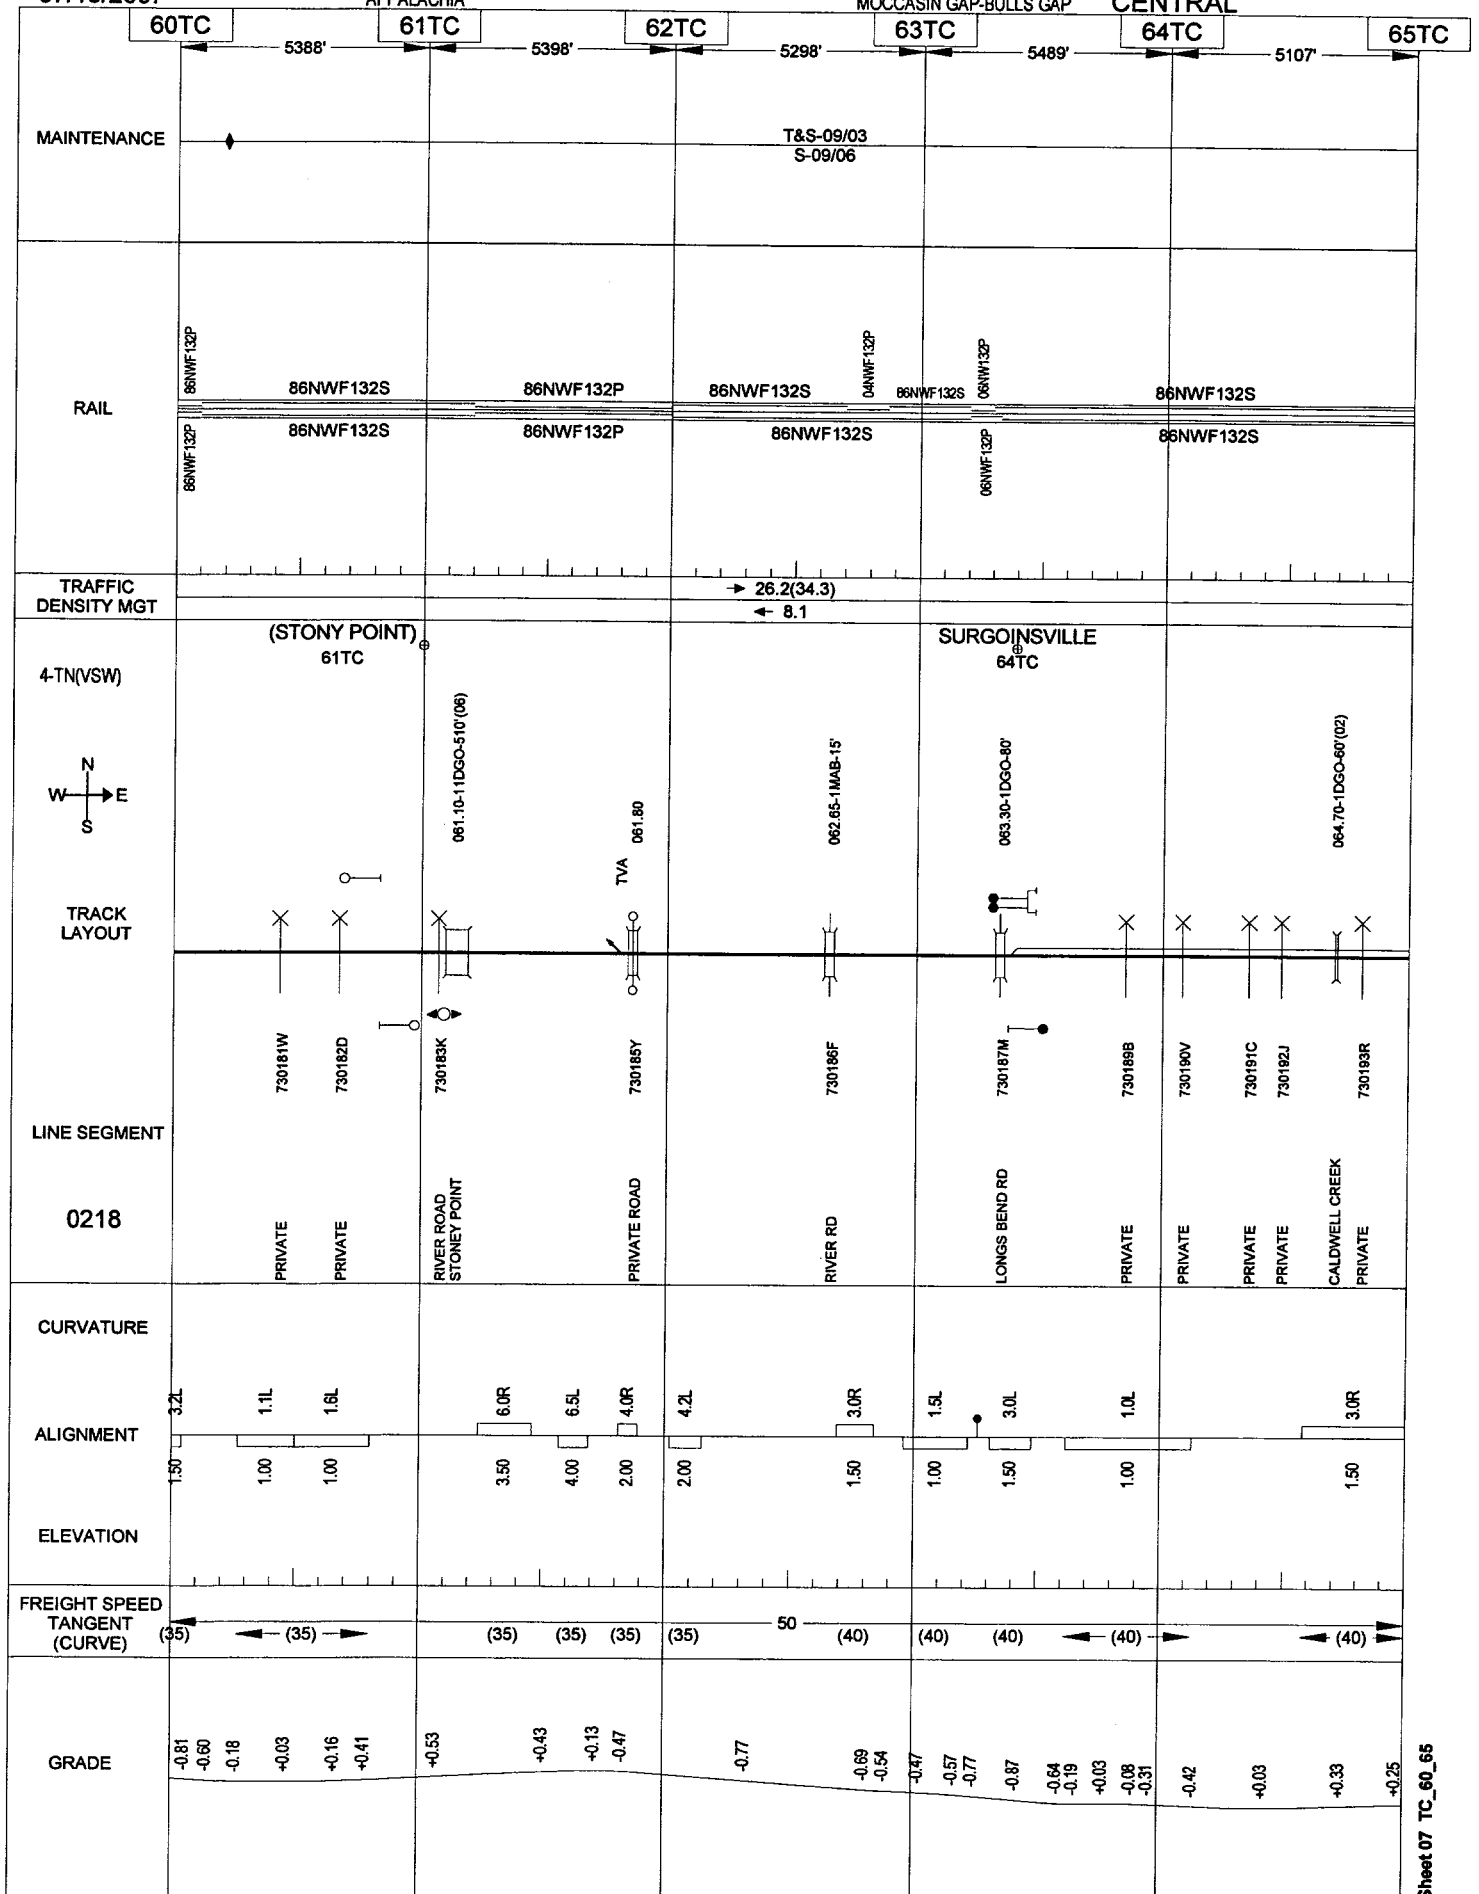 MOCCASIN GAP-BULLS GAP CENTRAL
60TC 61TC 62TC 63TC 64TC 65TC
5388' 5398' 5298' 5489' 5107'
MAINTENANCE
T&S-09/03
S-09/06
86NWF132P 04NWF132P 06NW132P
86NWF132S 86NWF132P 86NWF132S 86NWF132S 86NWF132S
RAIL
86NWF132S 86NWF132P 86NWF132S 86NWF132S
86NWF132P 06NWF132P
TRAFFIC
DENSITY MGT
26.2(34.3)
8.1
(STONY POINT)
61TC
SURGOINSVILLE
64TC
4-TN(VSW)
N
W E
S
061.10-11DGO-510'(06)
061.80
062.65-1MAB-15'
063.30-1DGO-80'
064.70-1DGO-60'(02)
TVA
TRACK
LAYOUT
730181W 730182D 730183K 730185Y 730186F 730187M 730189B 730190V 730191C 730192J 730193R
LINE SEGMENT
0218
PRIVATE
PRIVATE
RIVER ROAD
STONEY POINT
PRIVATE ROAD
RIVER RD
LONGS BEND RD
PRIVATE
PRIVATE
PRIVATE
PRIVATE
CALDWELL CREEK
PRIVATE
CURVATURE
3.2L 1.1L 1.6L 6.0R 6.5L 4.0R 4.2L 3.0R 1.5L 3.0L 1.0L 3.0R
ALIGNMENT
1.50 1.00 1.00 3.50 4.00 2.00 2.00 1.50 1.00 1.50 1.00 1.50
ELEVATION
FREIGHT SPEED
TANGENT
(CURVE)
50
(35) (35) (35) (35) (35) (35) (40) (40) (40) (40) (40)
GRADE
-0.81 -0.60 -0.18 +0.03 +0.16 +0.41 +0.53 +0.43 +0.13 -0.47 -0.77 -0.69 -0.54 -0.47 -0.57 -0.77 -0.87 -0.64 -0.19 +0.03 -0.08 -0.31 -0.42 +0.03 +0.33 +0.25
Sheet 07 TC_60_65